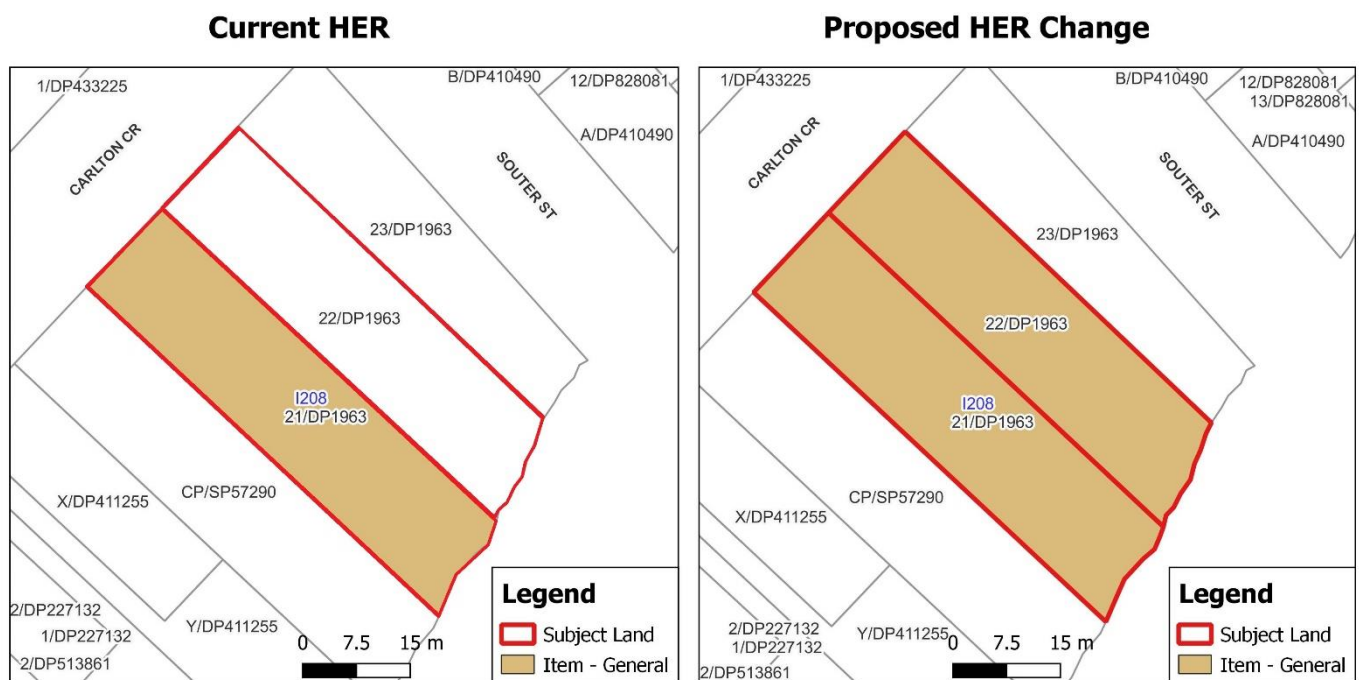 Current HER
1/DP433225
B/DP410490
12/DP828081
A/DP410490
CARLTON CR
SOUTER ST
23/DP1963
22/DP1963
I208
21/DP1963
CP/SP57290
X/DP411255
2/DP227132
1/DP227132
2/DP513861
Y/DP411255
0 7.5 15 m
Legend
Subject Land
Item - General
Proposed HER Change
1/DP433225
B/DP410490
12/DP828081
13/DP828081
A/DP410490
CARLTON CR
SOUTER ST
23/DP1963
22/DP1963
I208
21/DP1963
CP/SP57290
X/DP411255
2/DP227132
1/DP227132
2/DP513861
Y/DP411255
0 7.5 15 m
Legend
Subject Land
Item - General